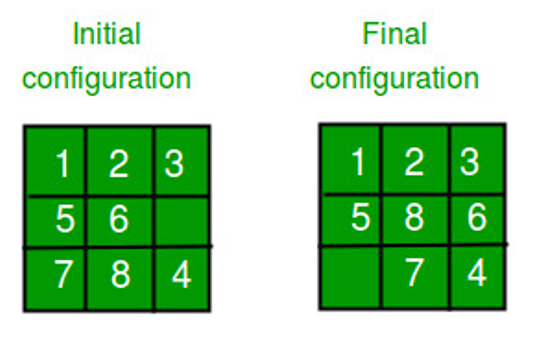 Initial
configuration
1 2 3
5 6
7 8 4
Final
configuration
1 2 3
5 8 6
7 4